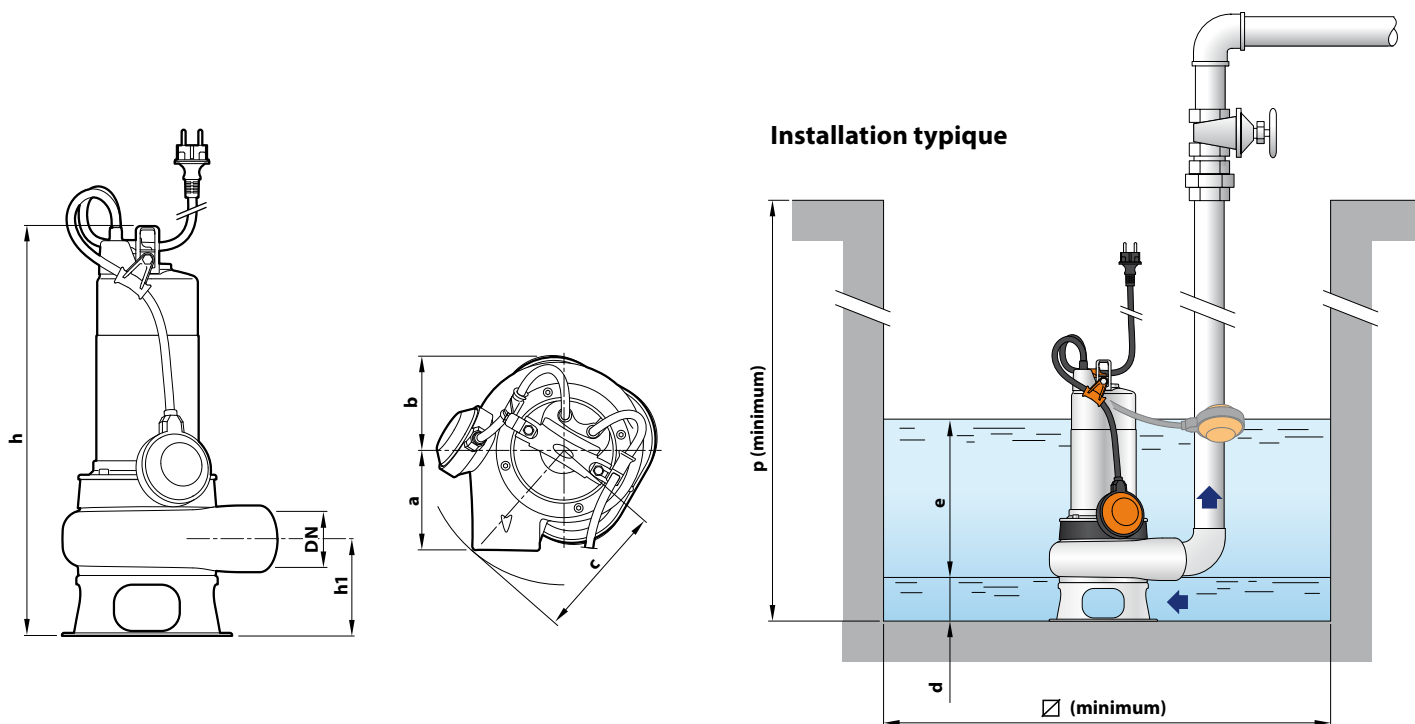 Installation typique
h
DN
h1
b
a
c
p (minimum)
e
d
(minimum)